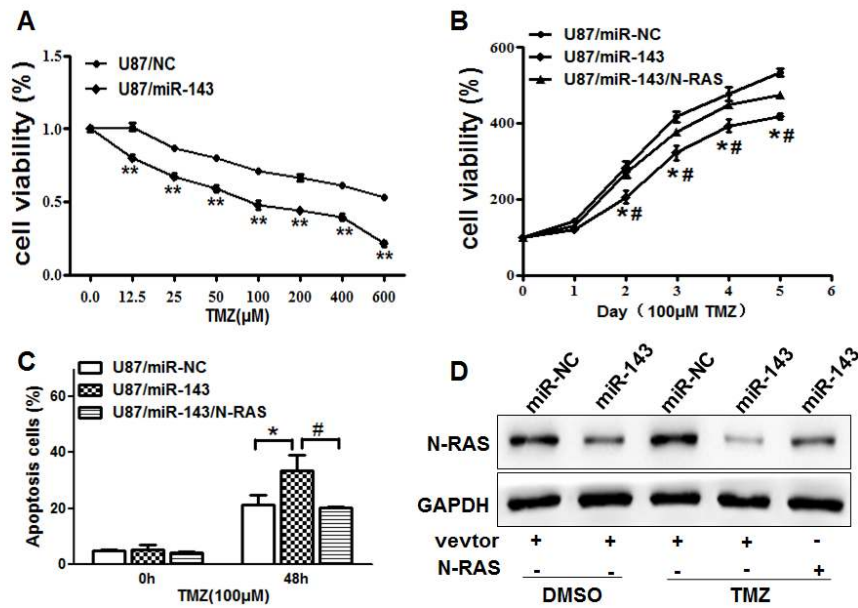 A
U87/NC
U87/miR-143
cell viability (%)
1.5
1.0
0.5
0.0
** ** ** ** ** ** **
0.0 12.5 25 50 100 200 400 600
TMZ(μM)
B
U87/miR-NC
U87/miR-143
U87/miR-143/N-RAS
cell viability (%)
600
400
200
0
*# *# *# *#
0 1 2 3 4 5 6
Day (100μM TMZ)
C
U87/miR-NC
U87/miR-143
U87/miR-143/N-RAS
Apoptosis cells (%)
60
40
20
0
* #
0h 48h
TMZ(100μM)
D
miR-NC miR-143 miR-NC miR-143 miR-143
N-RAS
GAPDH
vevtor + + + + -
N-RAS - - - - +
DMSO TMZ